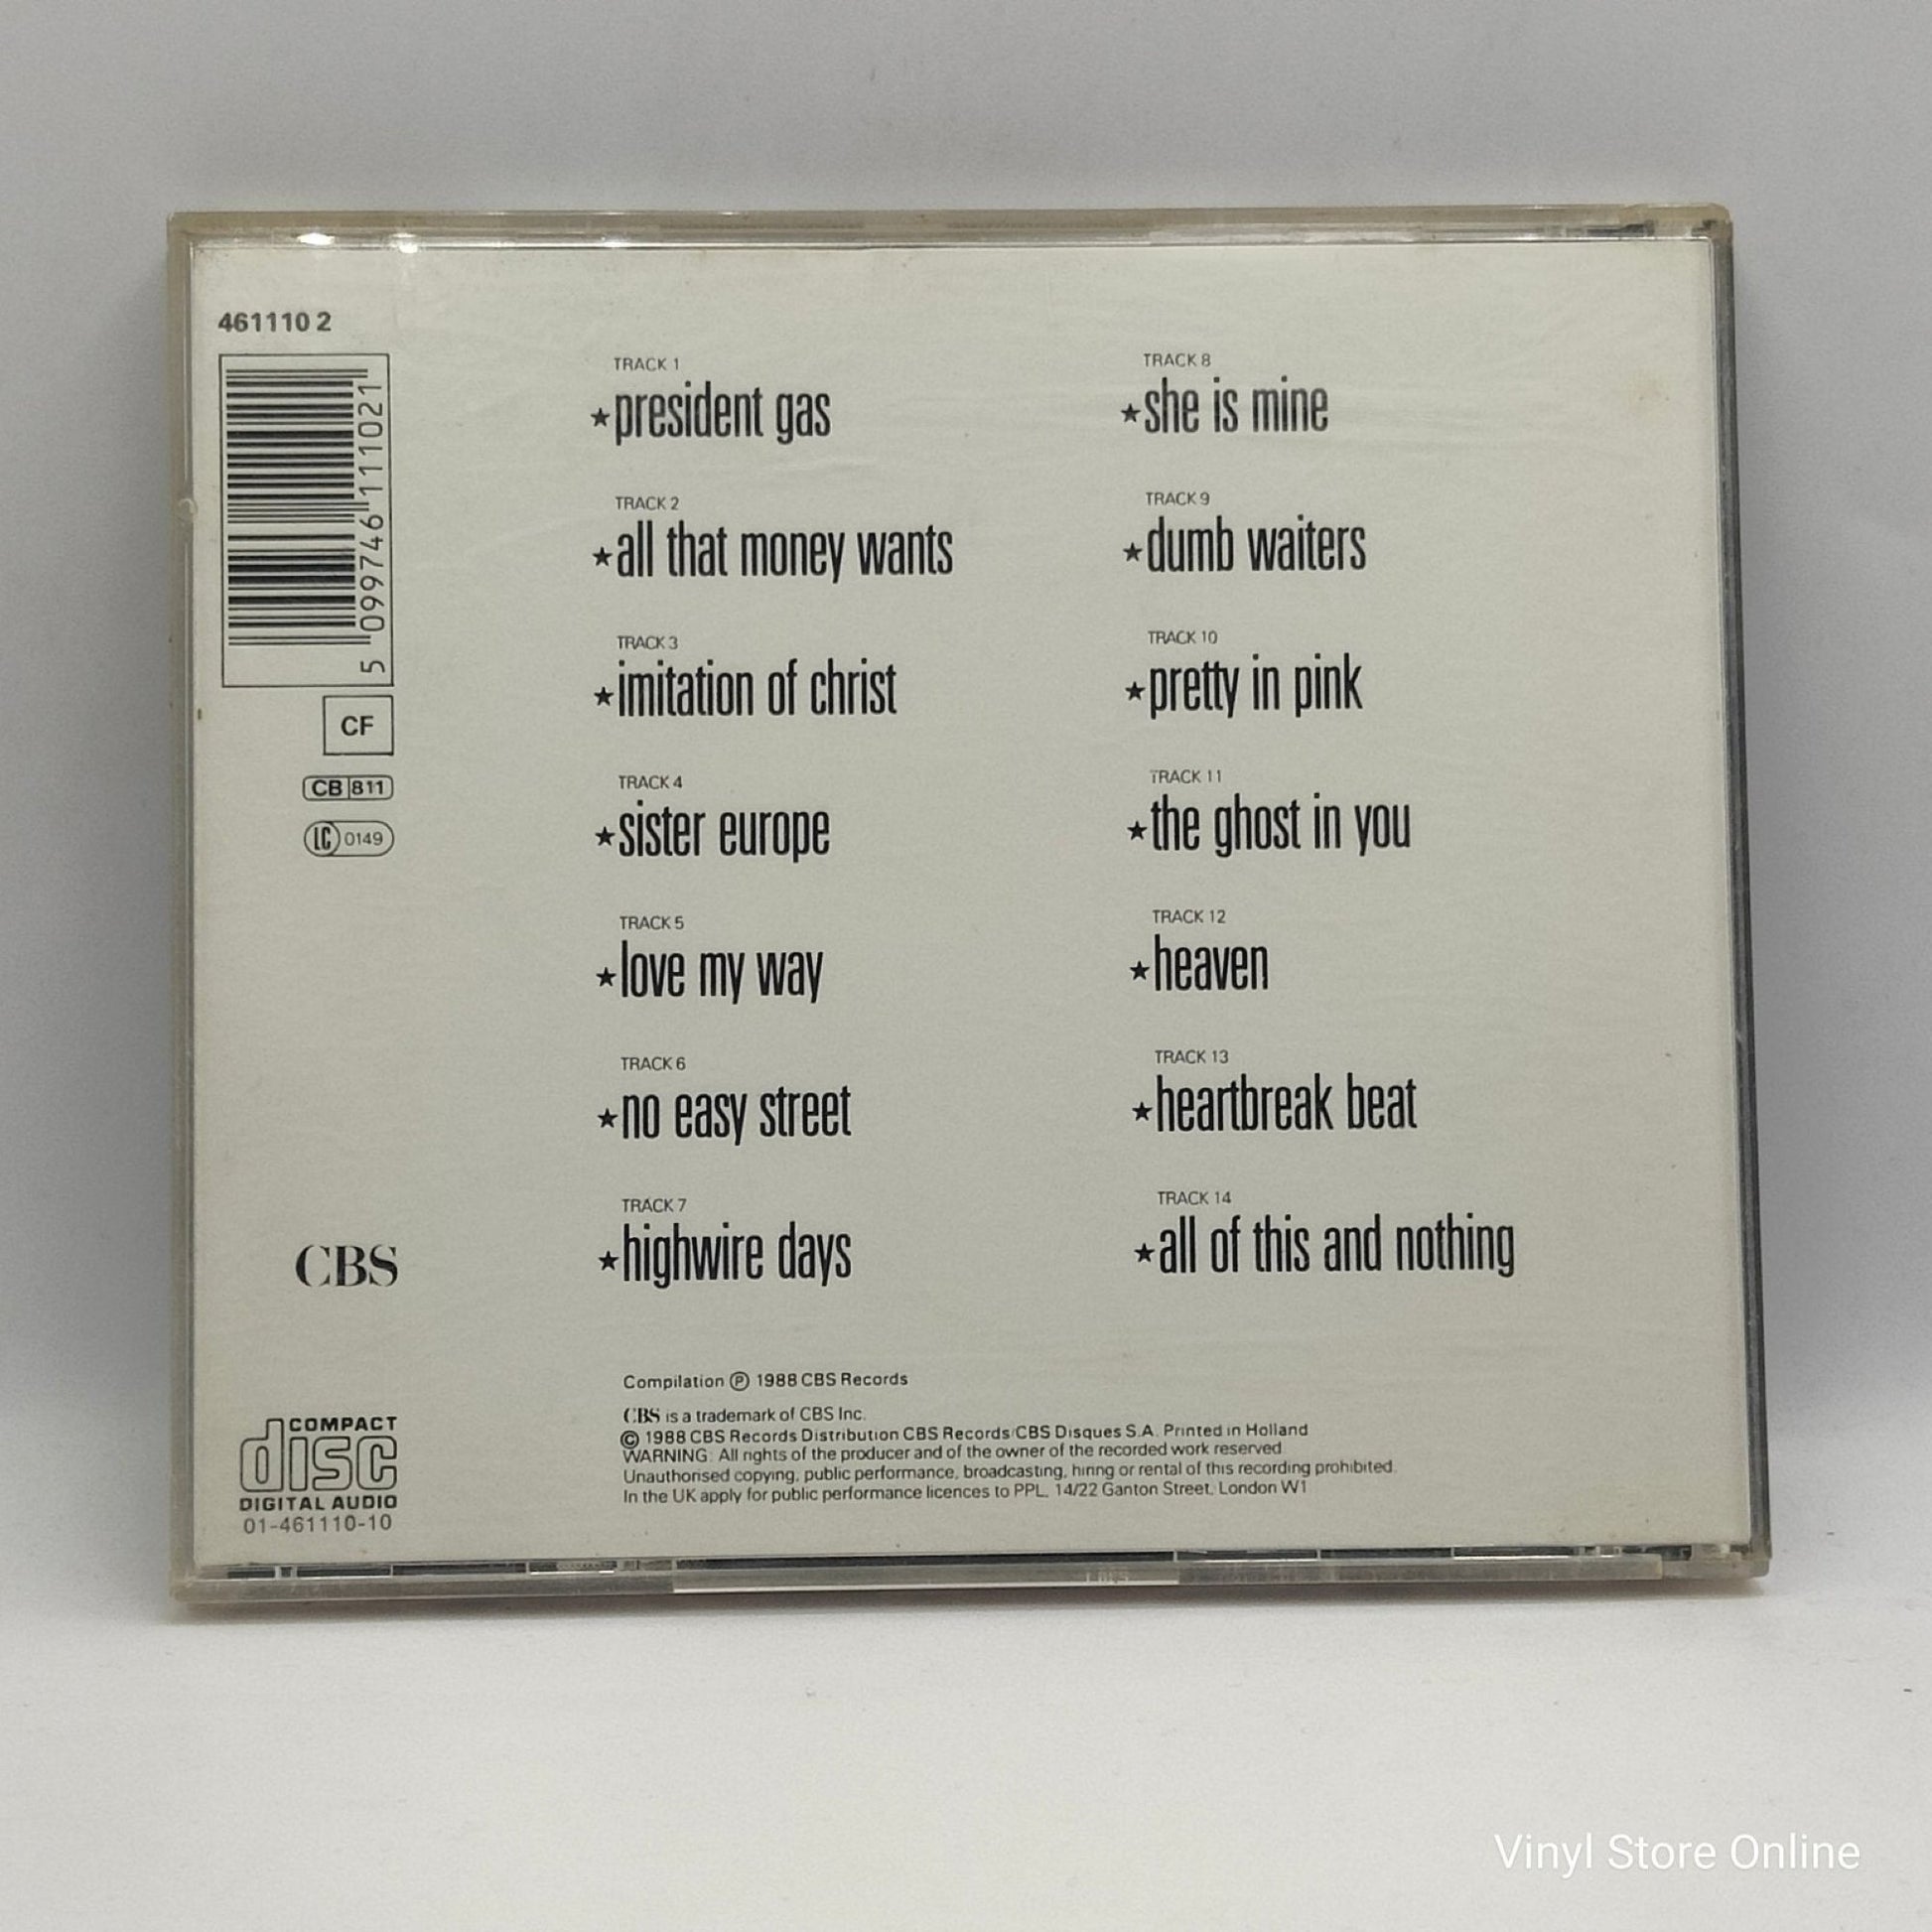 461110 2
5 099746 111021
CF
CB 811
LC 0149
CBS
COMPACT
disc
DIGITAL AUDIO
01-461110-10
TRACK 1
★president gas
TRACK 2
★all that money wants
TRACK 3
★imitation of christ
TRACK 4
★sister europe
TRACK 5
★love my way
TRACK 6
★no easy street
TRACK 7
★highwire days
TRACK 8
★she is mine
TRACK 9
★dumb waiters
TRACK 10
★pretty in pink
TRACK 11
★the ghost in you
TRACK 12
★heaven
TRACK 13
★heartbreak beat
TRACK 14
★all of this and nothing
Compilation ℗ 1988 CBS Records
CBS is a trademark of CBS Inc.
© 1988 CBS Records Distribution CBS Records/CBS Disques S.A. Printed in Holland
WARNING: All rights of the producer and of the owner of the recorded work reserved.
Unauthorised copying, public performance, broadcasting, hiring or rental of this recording prohibited.
In the UK apply for public performance licences to PPL, 14/22 Ganton Street, London W1
Vinyl Store Online